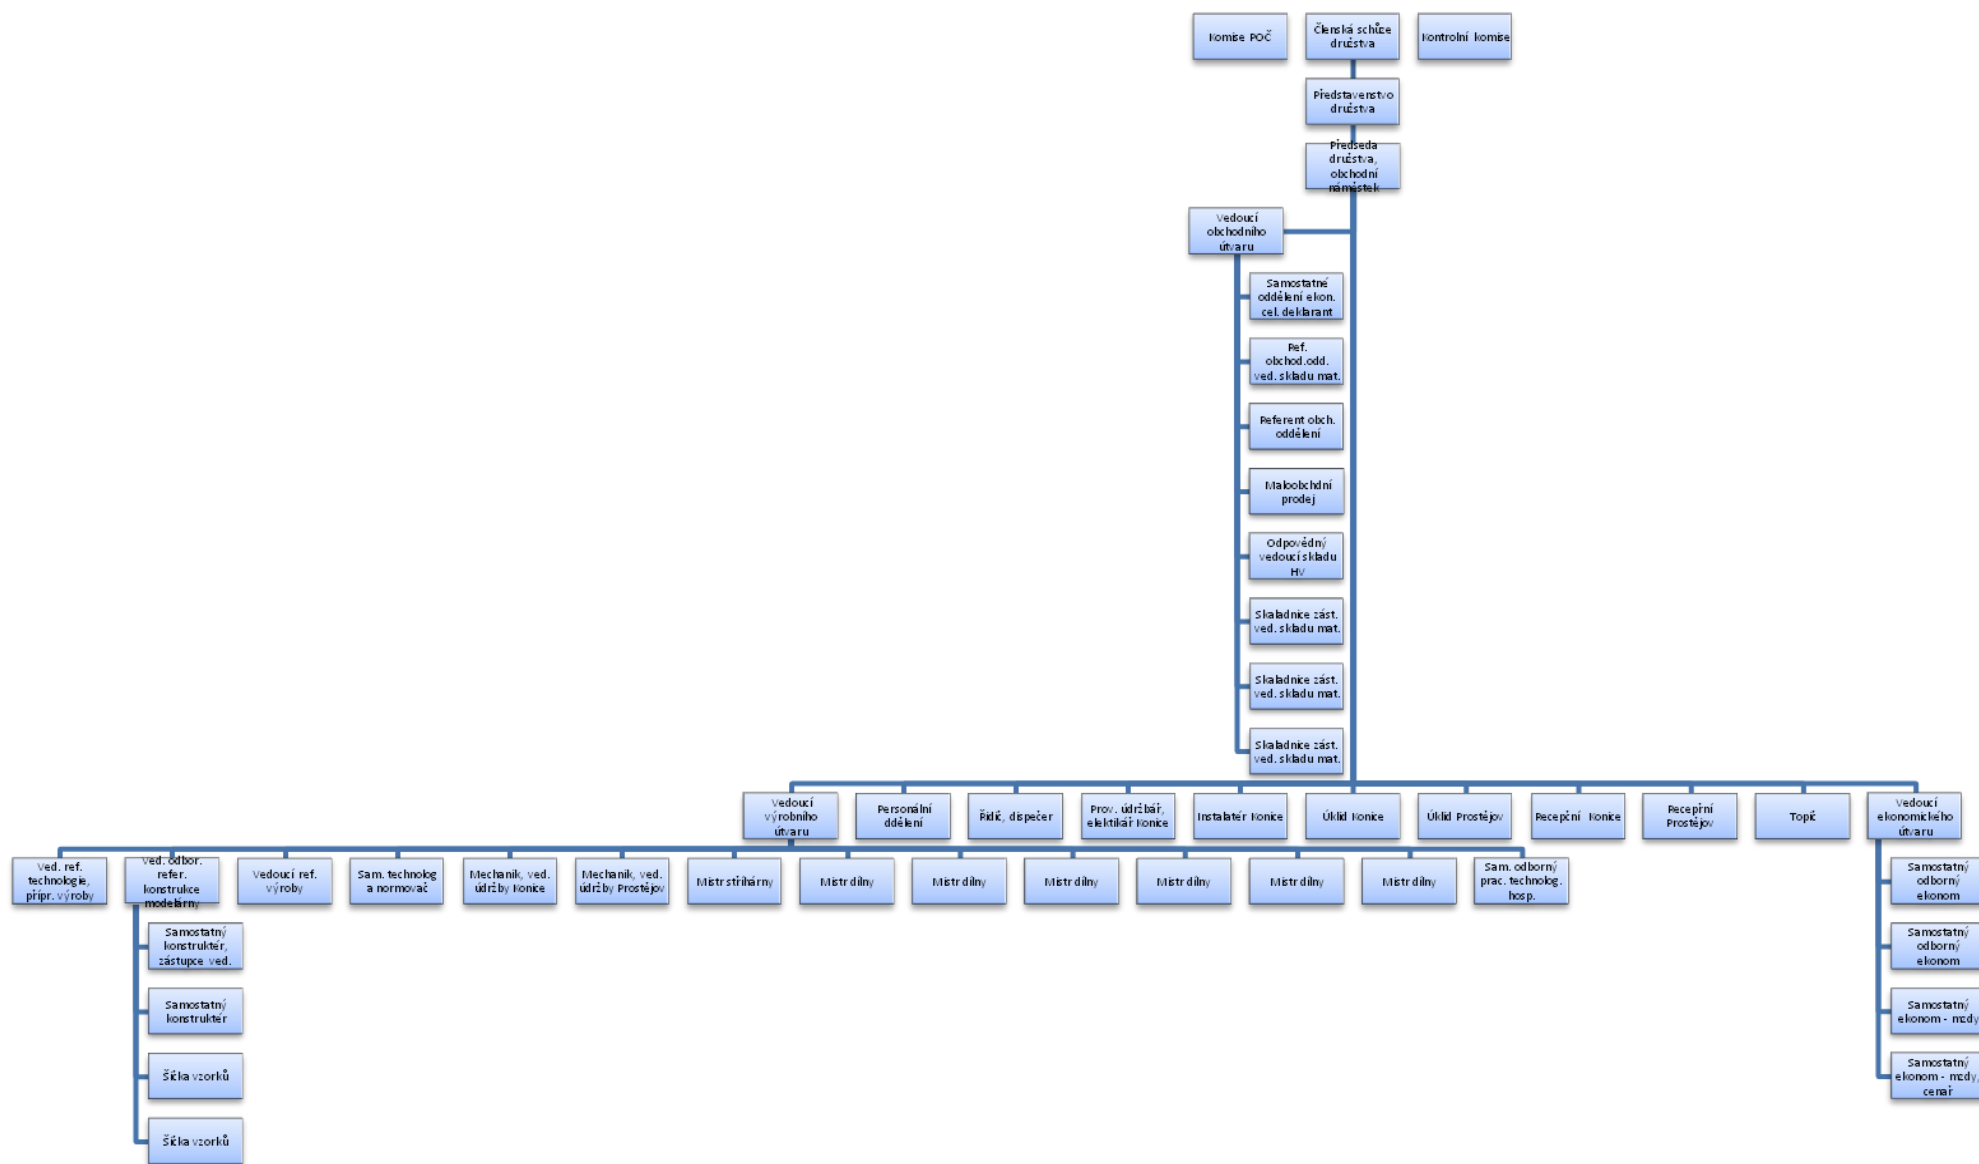 Komise POČ
Členská schůze
družstva
Kontrolní komise
Představenstvo
družstva
Předseda
družstva,
obchodní
náměstek
Vedoucí
obchodního
útvaru
Samostatné
oddělení ekon.
cel. deklarant
Ref.
obchod.odd.
ved. skladu mat.
Referent obch.
oddělení
Maloobchdní
prodej
Odpovědný
vedoucí skladu
HV
Skaladnice zást.
ved. skladu mat.
Skaladnice zást.
ved. skladu mat.
Skaladnice zást.
ved. skladu mat.
Vedoucí
výrobního
útvaru
Personální
ddělení
Řidič, dispečer
Prov. údržbář,
elektikář Konice
Instalatér Konice
Úklid Konice
Úklid Prostějov
Recepční Konice
Recepřní
Prostějov
Topič
Vedoucí
ekonomického
útvaru
Ved. ref.
technologie,
přípr. výroby
Ved. odbor.
refer.
konstrukce
modelárny
Vedoucí ref.
výroby
Sam. technolog
a normovač
Mechanik, ved.
údržby Konice
Mechanik, ved.
údržby Prostějov
Mistr střihárny
Mistr dílny
Mistr dílny
Mistr dílny
Mistr dílny
Mistr dílny
Mistr dílny
Sam. odborný
prac. technolog.
hosp.
Samostatný
konstruktér,
zástupce ved.
Samostatný
konstruktér
Šička vzorků
Šička vzorků
Samostatný
odborný
ekonom
Samostatný
odborný
ekonom
Samostatný
ekonom - mzdy
Samostatný
ekonom - mzdy,
cenař